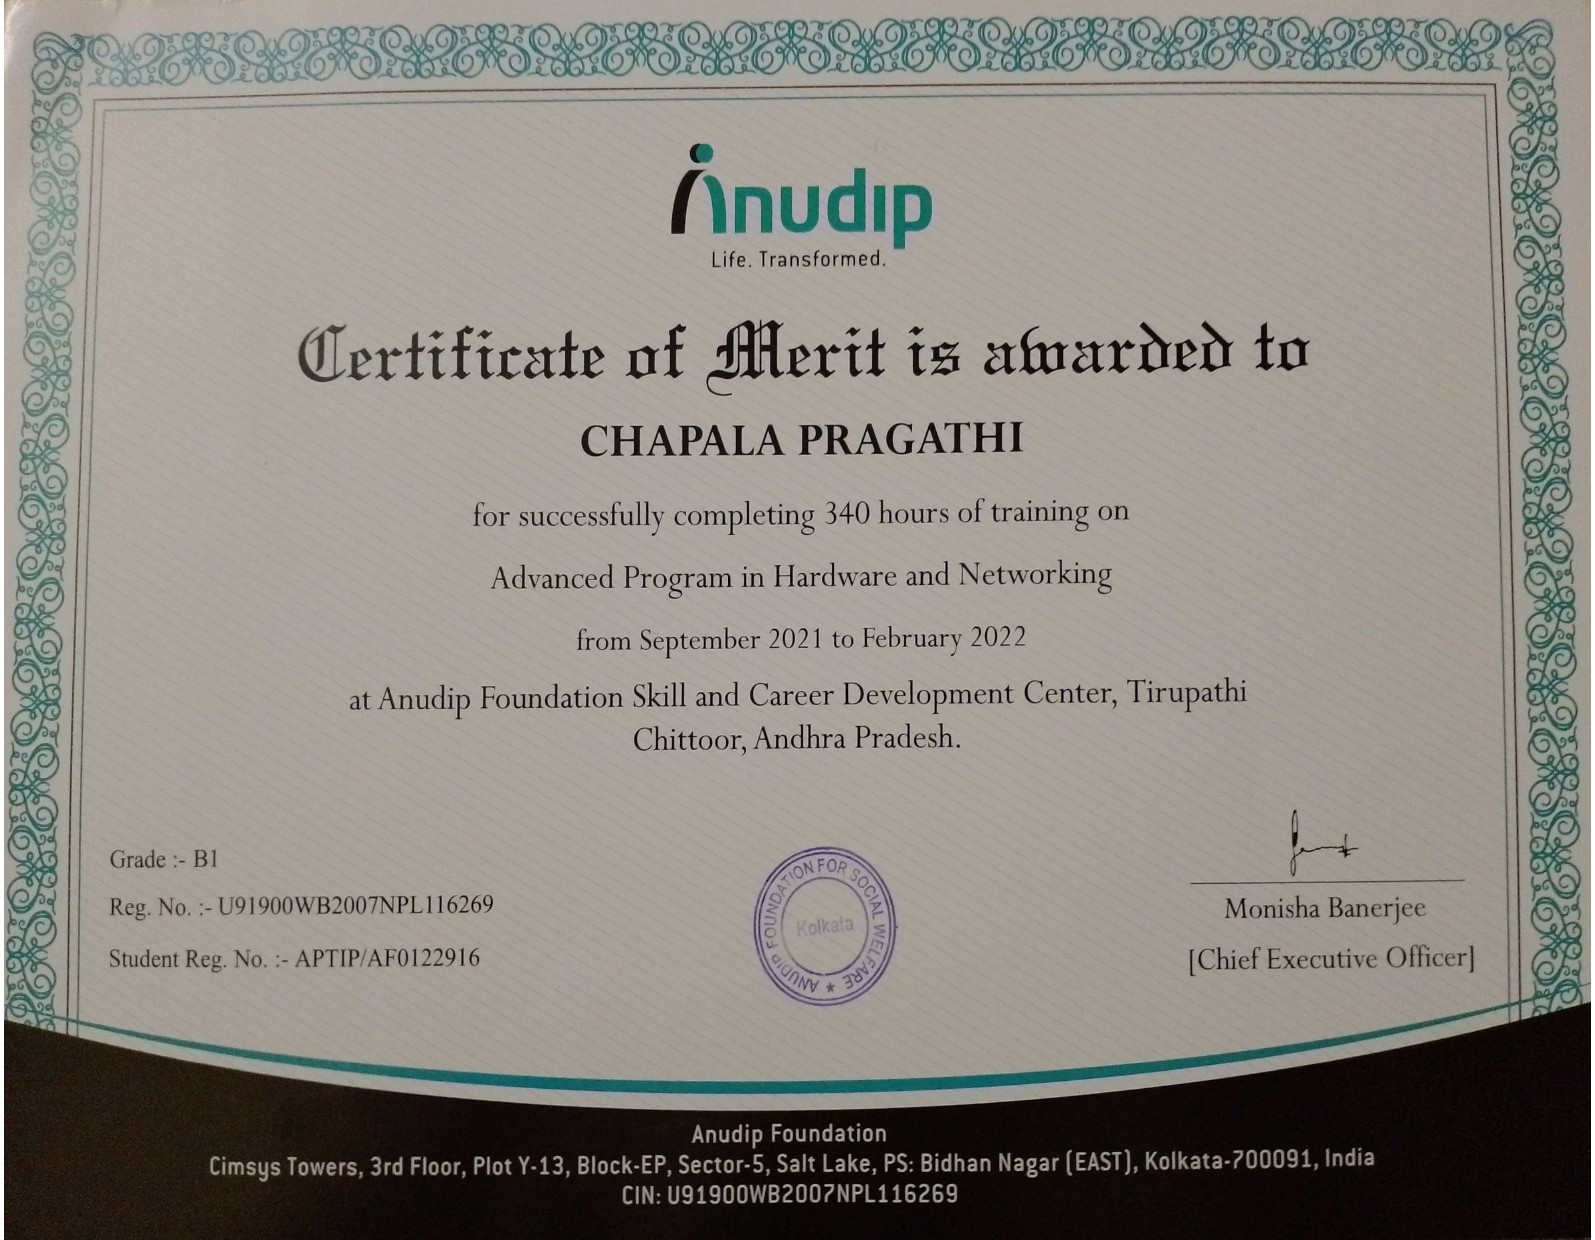 Anudip
Life. Transformed.
Certificate of Merit is awarded to
CHAPALA PRAGATHI
for successfully completing 340 hours of training on
Advanced Program in Hardware and Networking
from September 2021 to February 2022
at Anudip Foundation Skill and Career Development Center, Tirupathi
Chittoor, Andhra Pradesh.
Grade :- B1
Reg. No. :- U91900WB2007NPL116269
Student Reg. No. :- APTIP/AF0122916
ANUDIP FOUNDATION FOR SOCIAL WELFARE ★
Kolkata
Monisha Banerjee
[Chief Executive Officer]
Anudip Foundation
Cimsys Towers, 3rd Floor, Plot Y-13, Block-EP, Sector-5, Salt Lake, PS: Bidhan Nagar (EAST), Kolkata-700091, India
CIN: U91900WB2007NPL116269